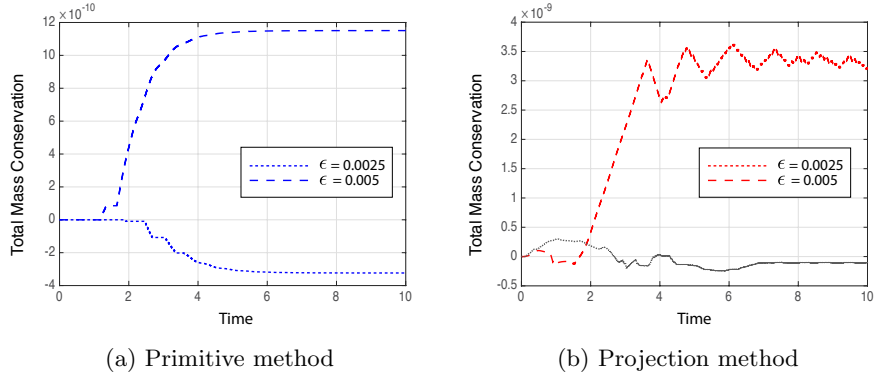 ×10⁻¹⁰
12
10
8
6
4
2
0
-2
-4
Total Mass Conservation
0 2 4 6 8 10
Time
ϵ = 0.0025
ϵ = 0.005
(a) Primitive method
×10⁻⁹
4
3.5
3
2.5
2
1.5
1
0.5
0
-0.5
Total Mass Conservation
0 2 4 6 8 10
Time
ϵ = 0.0025
ϵ = 0.005
(b) Projection method